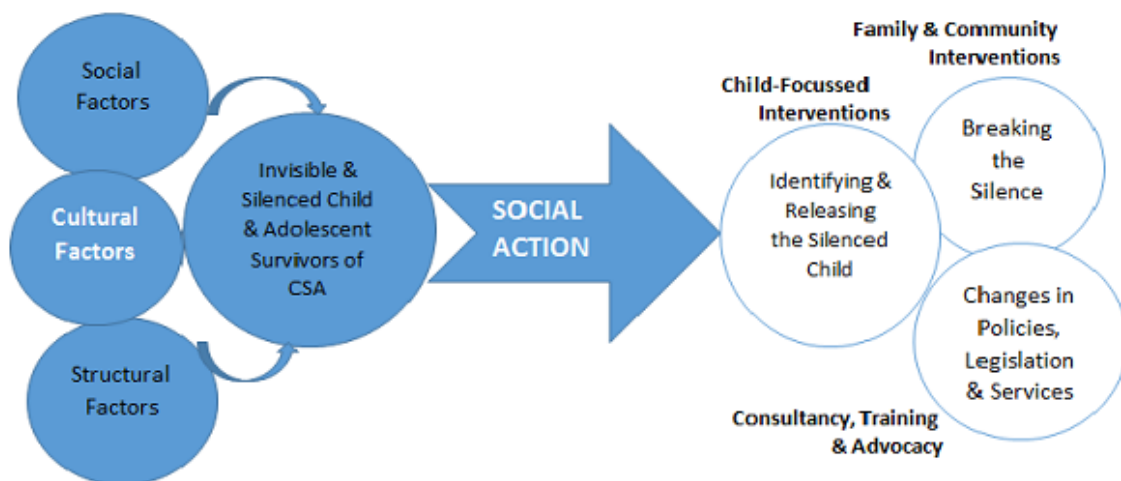 Social
Factors
Cultural
Factors
Structural
Factors
Invisible &
Silenced Child
& Adolescent
Survivors of
CSA
SOCIAL
ACTION
Child-Focussed
Interventions
Identifying &
Releasing
the Silenced
Child
Family & Community
Interventions
Breaking
the
Silence
Changes in
Policies,
Legislation
& Services
Consultancy, Training
& Advocacy